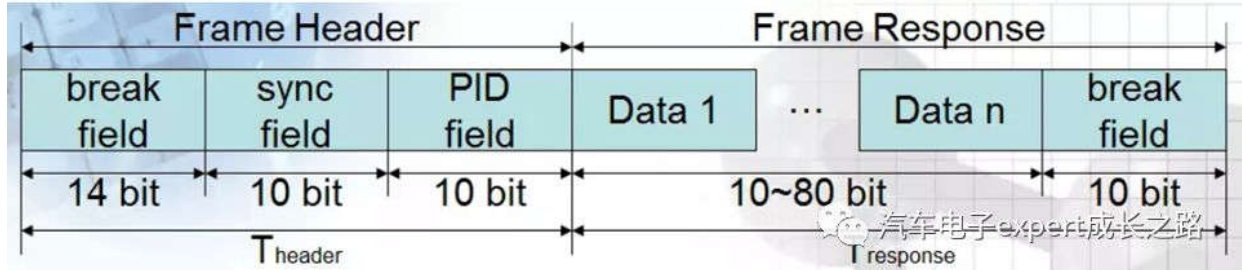 Frame Header Frame Response
break sync PID Data 1 ... Data n break
field field field field
14 bit 10 bit 10 bit 10~80 bit 10 bit
汽车电子expert成长之路
T header T response